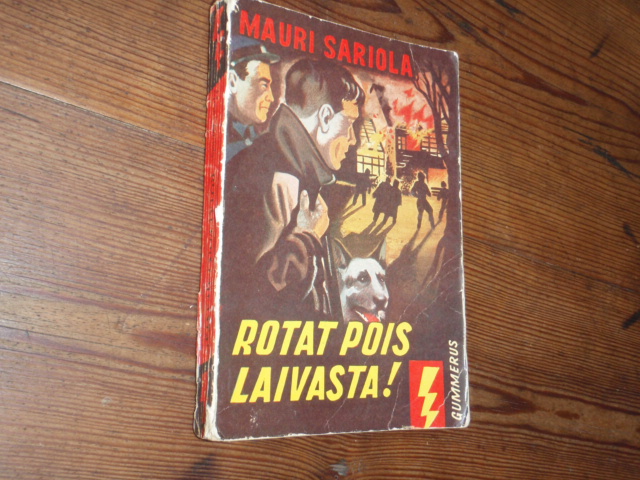 MAURI SARIOLA
ROTAT POIS
LAIVASTA!
GUMMERUS